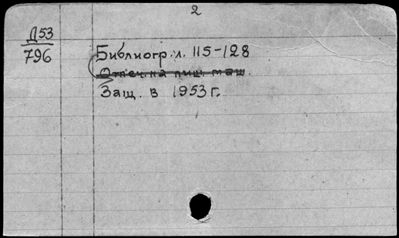 2
Д53
796
Библиогр. л. 115-128
Отпеч. на пиш. маш.
Защ. в 1953 г.